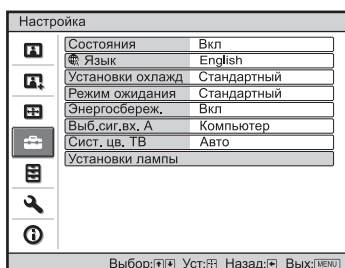 Настройка
Состояния Вкл
Язык English
Установки охлажд Стандартный
Режим ожидания Стандартный
Энергосбереж. Вкл
Выб.сиг.вх. А Компьютер
Сист. цв. ТВ Авто
Установки лампы
Выбор: Уст: Назад: Вых:MENU